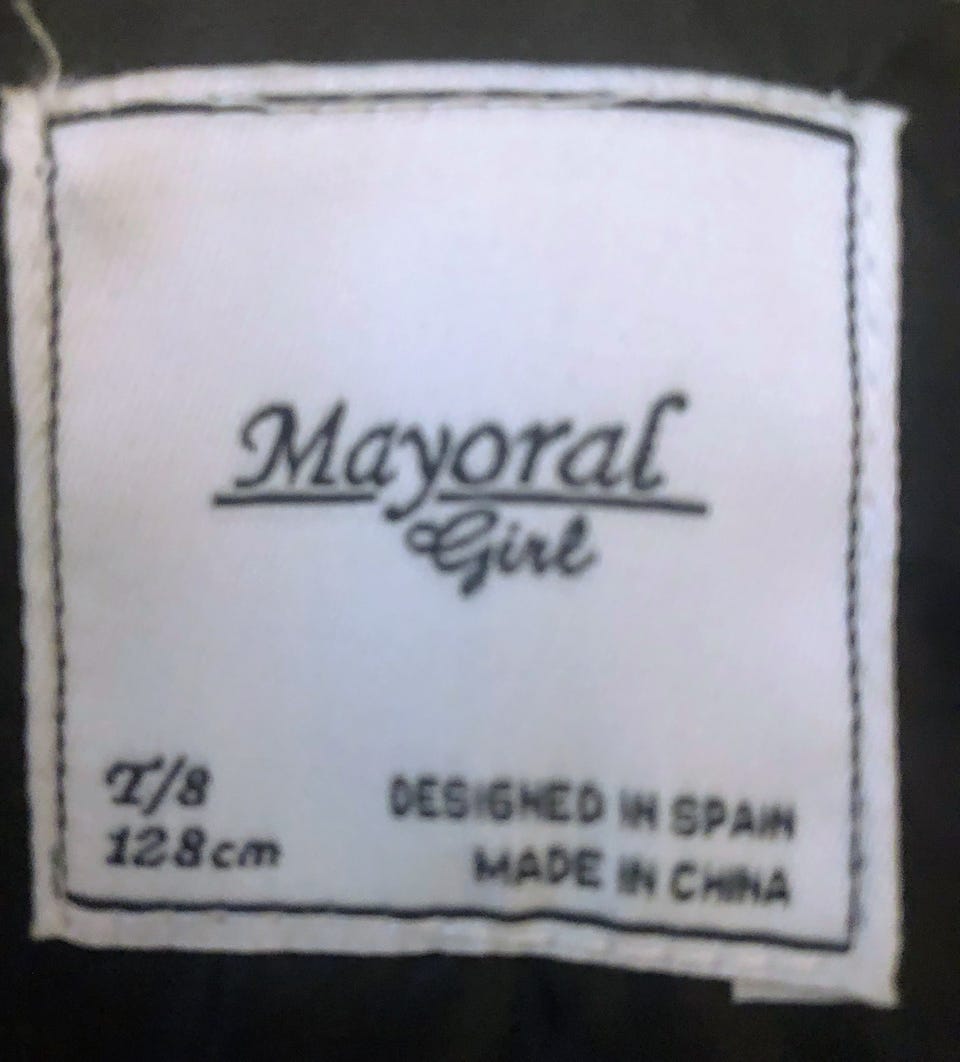 Mayoral
Girl
T/8
128cm
DESIGNED IN SPAIN
MADE IN CHINA